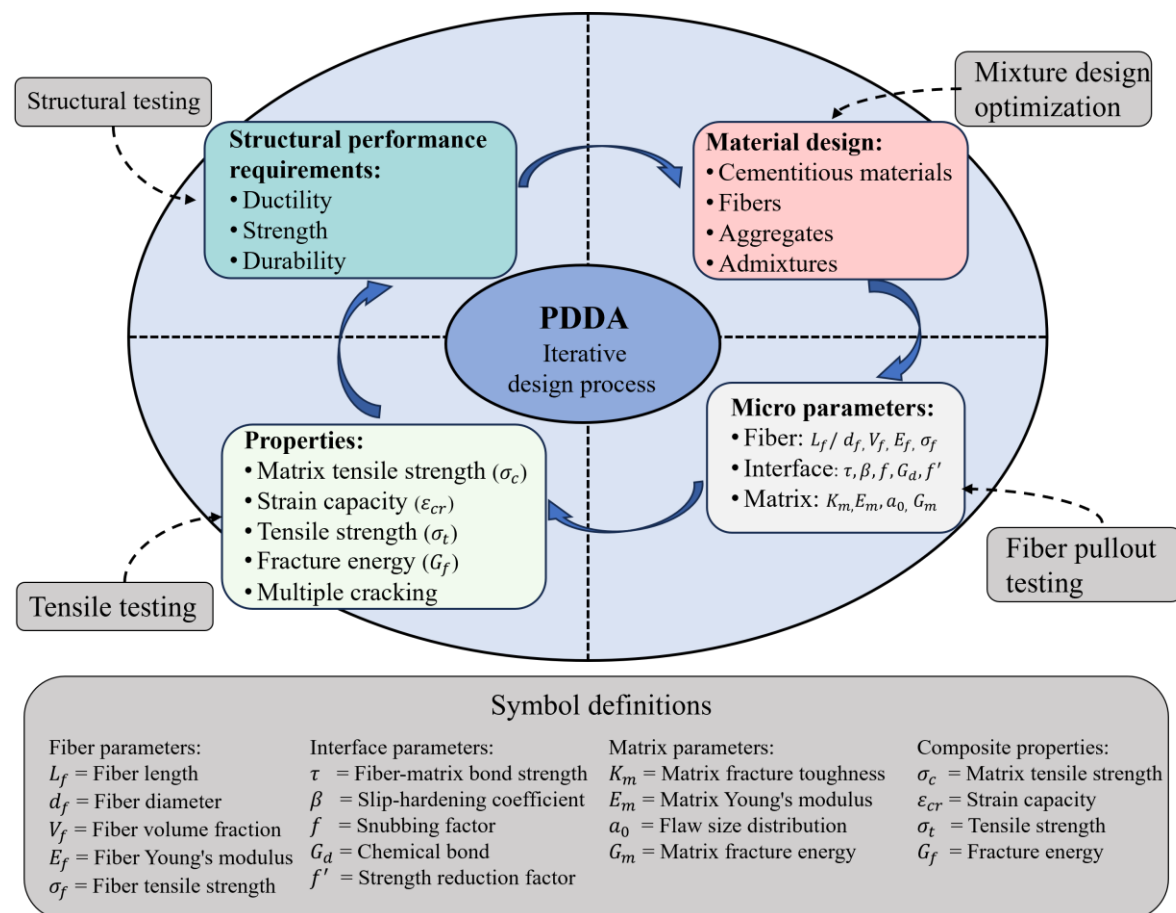 Structural testing
Mixture design
optimization
Structural performance
requirements:
• Ductility
• Strength
• Durability
Material design:
• Cementitious materials
• Fibers
• Aggregates
• Admixtures
PDDA
Iterative
design process
Properties:
• Matrix tensile strength (σ_c)
• Strain capacity (ε_cr)
• Tensile strength (σ_t)
• Fracture energy (G_f)
• Multiple cracking
Micro parameters:
• Fiber: L_f / d_f, V_f, E_f, σ_f
• Interface: τ, β, f, G_d, f'
• Matrix: K_m, E_m, a_0, G_m
Tensile testing
Fiber pullout
testing
Symbol definitions
Fiber parameters:
L_f = Fiber length
d_f = Fiber diameter
V_f = Fiber volume fraction
E_f = Fiber Young's modulus
σ_f = Fiber tensile strength
Interface parameters:
τ = Fiber-matrix bond strength
β = Slip-hardening coefficient
f = Snubbing factor
G_d = Chemical bond
f' = Strength reduction factor
Matrix parameters:
K_m = Matrix fracture toughness
E_m = Matrix Young's modulus
a_0 = Flaw size distribution
G_m = Matrix fracture energy
Composite properties:
σ_c = Matrix tensile strength
ε_cr = Strain capacity
σ_t = Tensile strength
G_f = Fracture energy